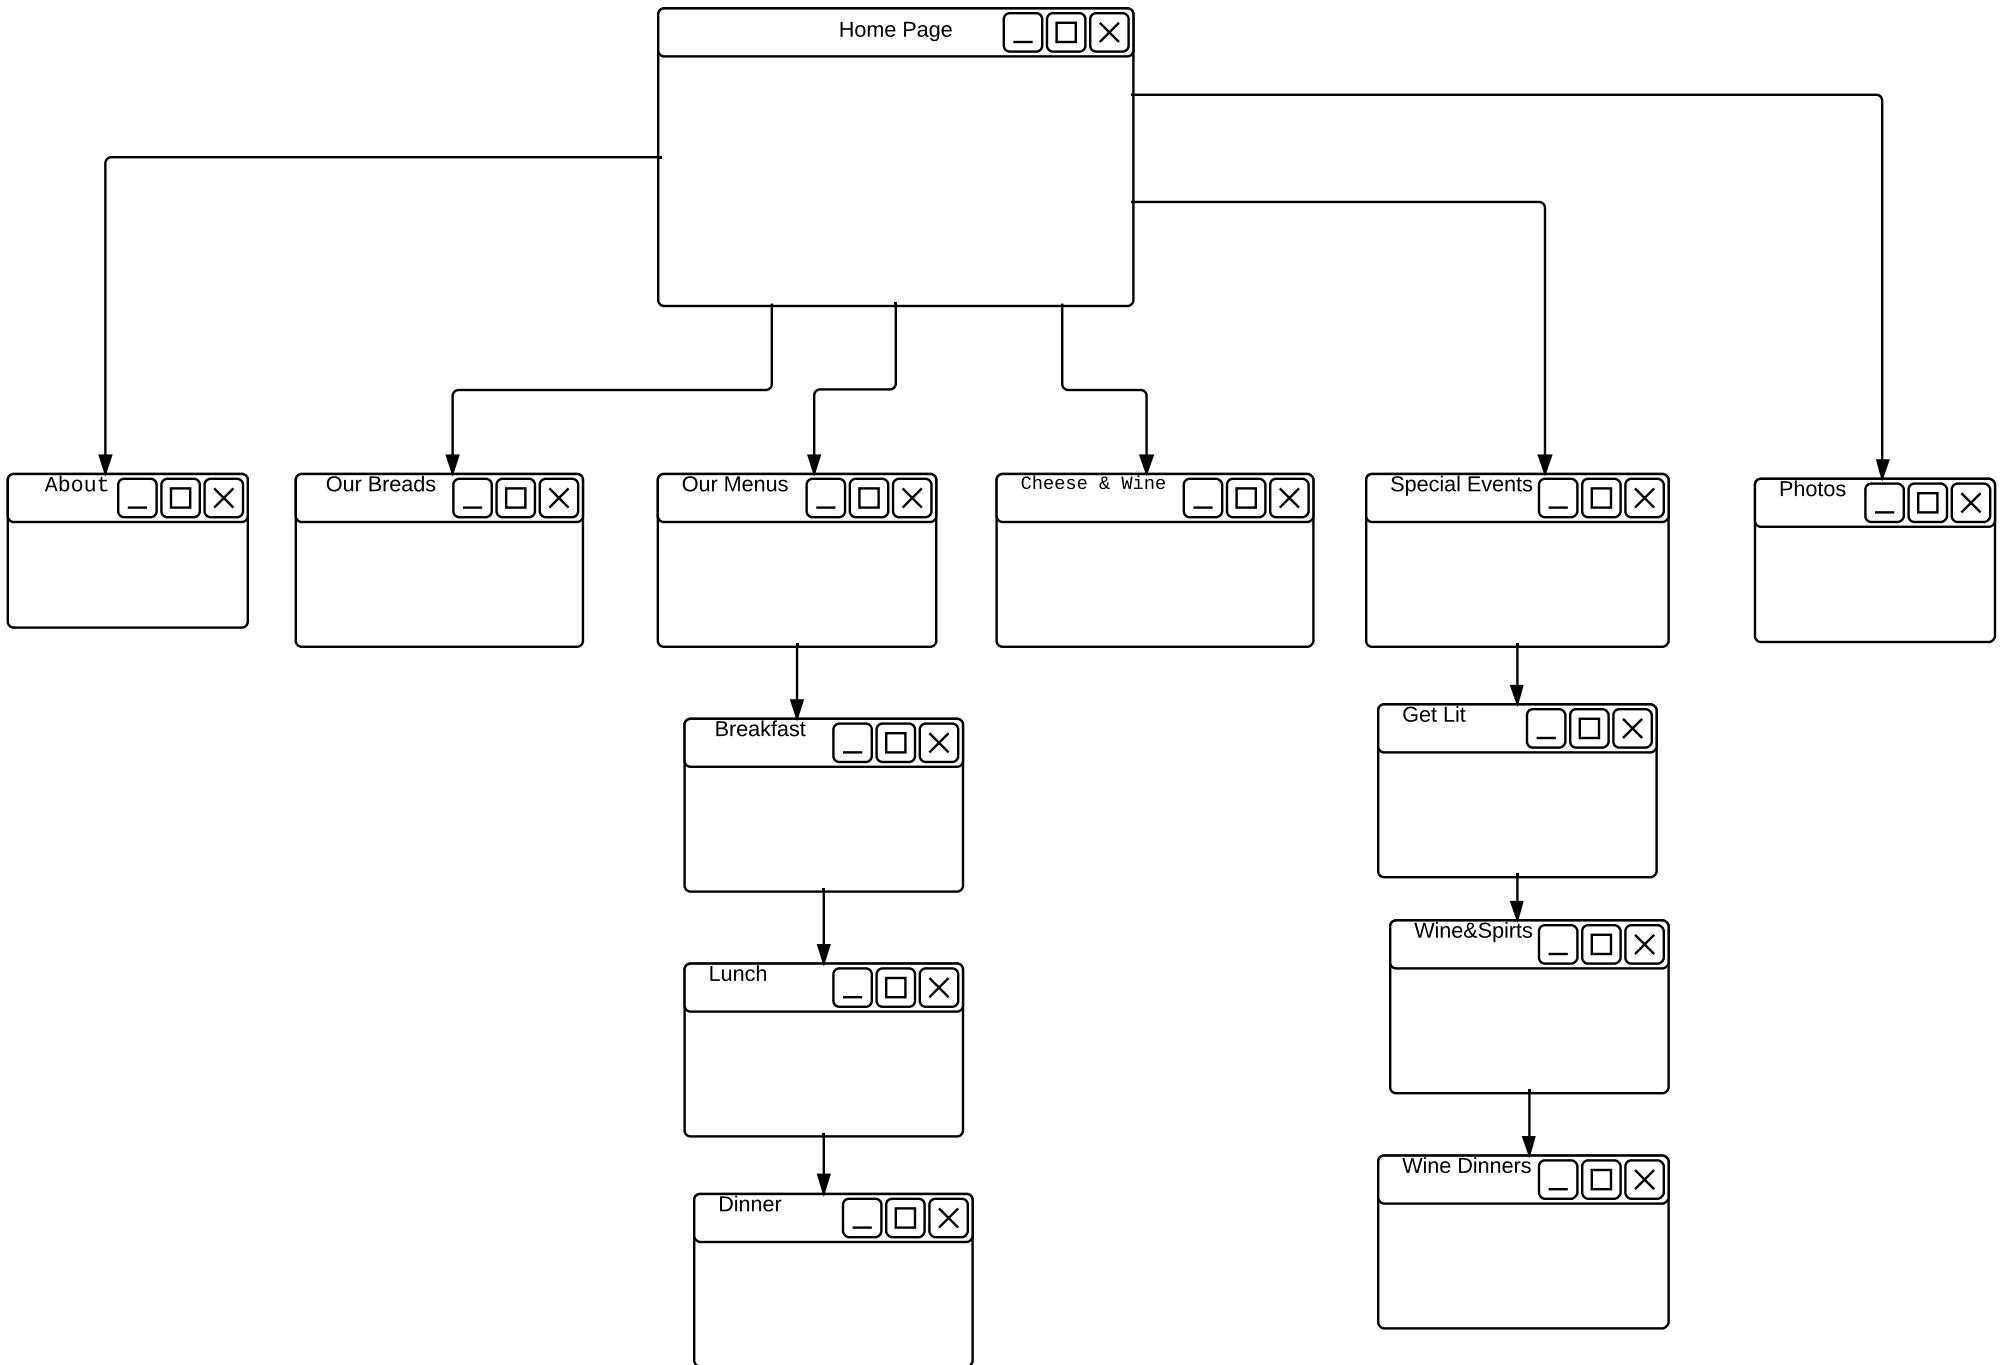 Home Page
About
Our Breads
Our Menus
Cheese & Wine
Special Events
Photos
Breakfast
Get Lit
Lunch
Wine&Spirts
Dinner
Wine Dinners